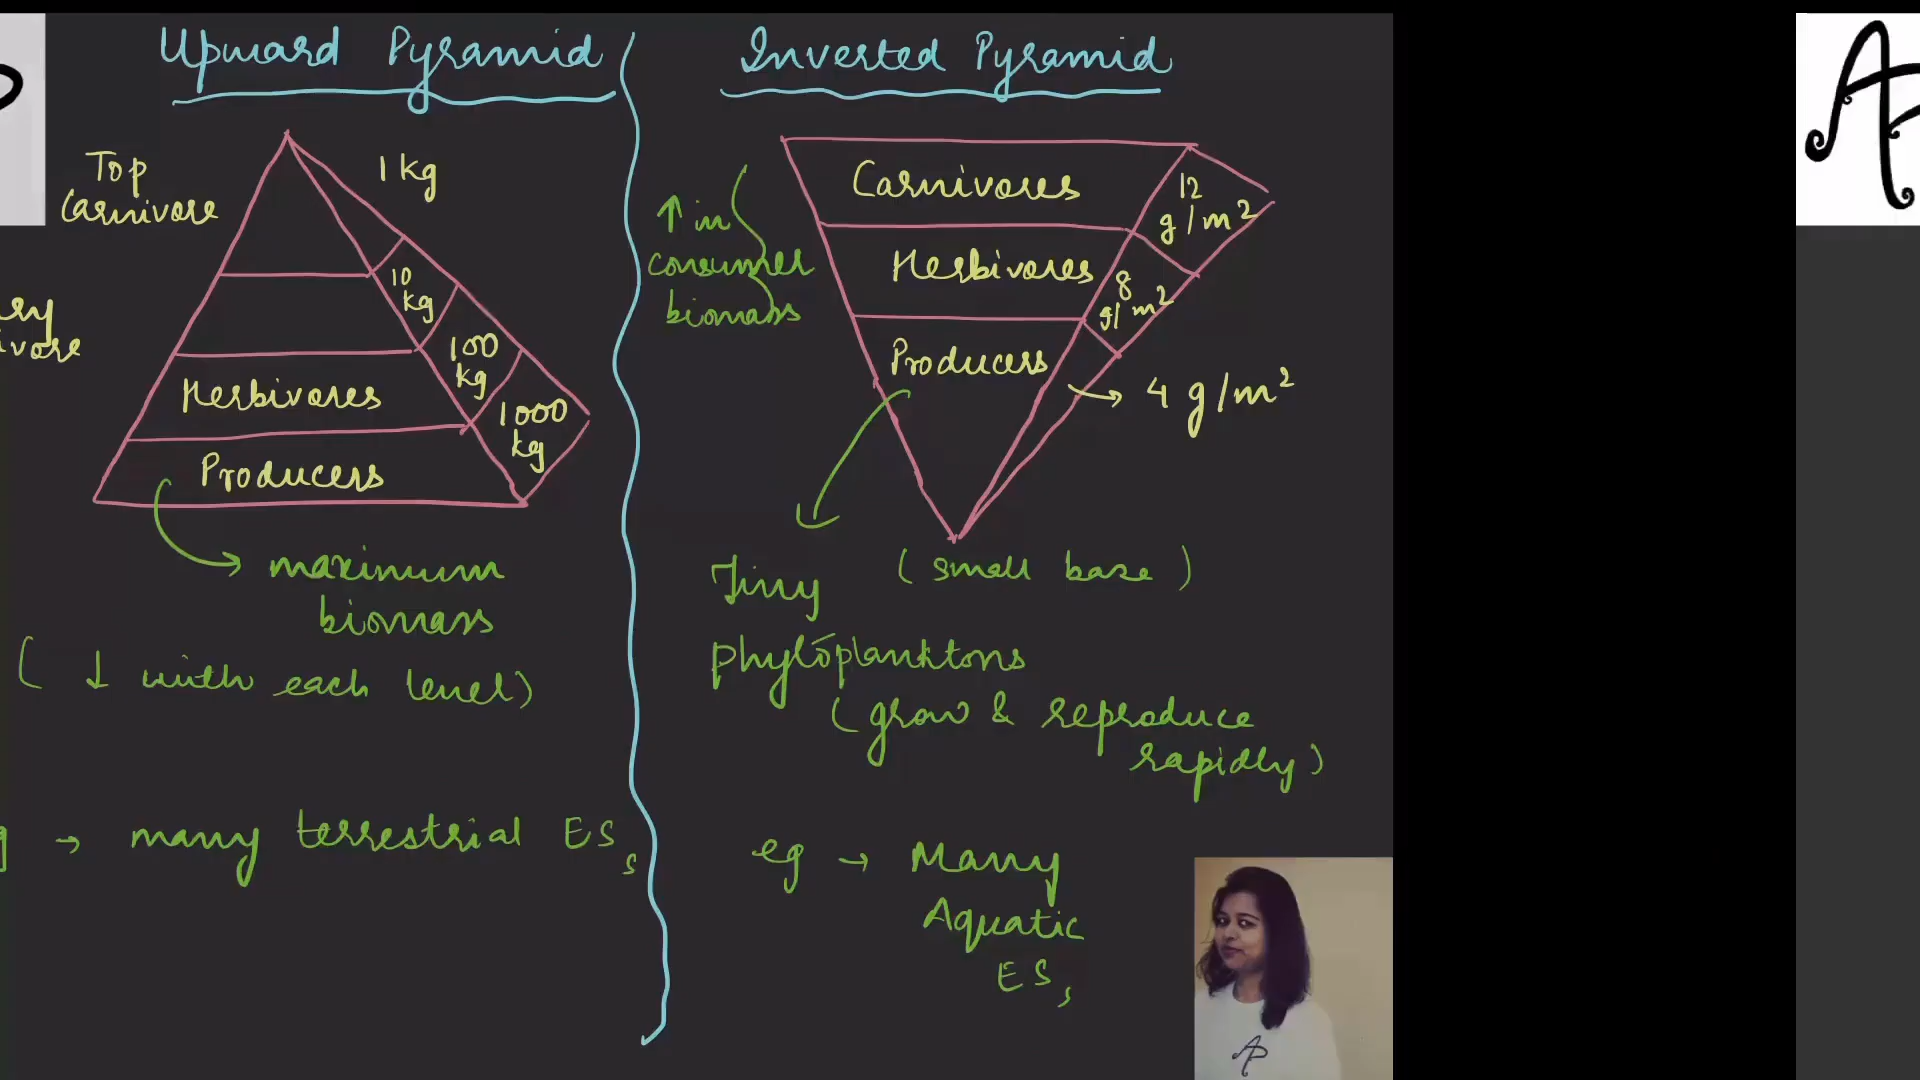 Upward Pyramid
Top
Carnivore
1 kg
10
kg
100
kg
1000
kg
Herbivores
Producers
maximum
biomass
( ↓ with each level)
→ many terrestrial ES s
Inverted Pyramid
Carnivores
12
g/m²
↑ in
consumer
biomass
Herbivores
8
g/m²
Producers
→ 4 g/m²
(small base)
Tiny
phytoplanktons
(grow & reproduce
rapidly)
eg → Many
Aquatic
ES s
AP
AP